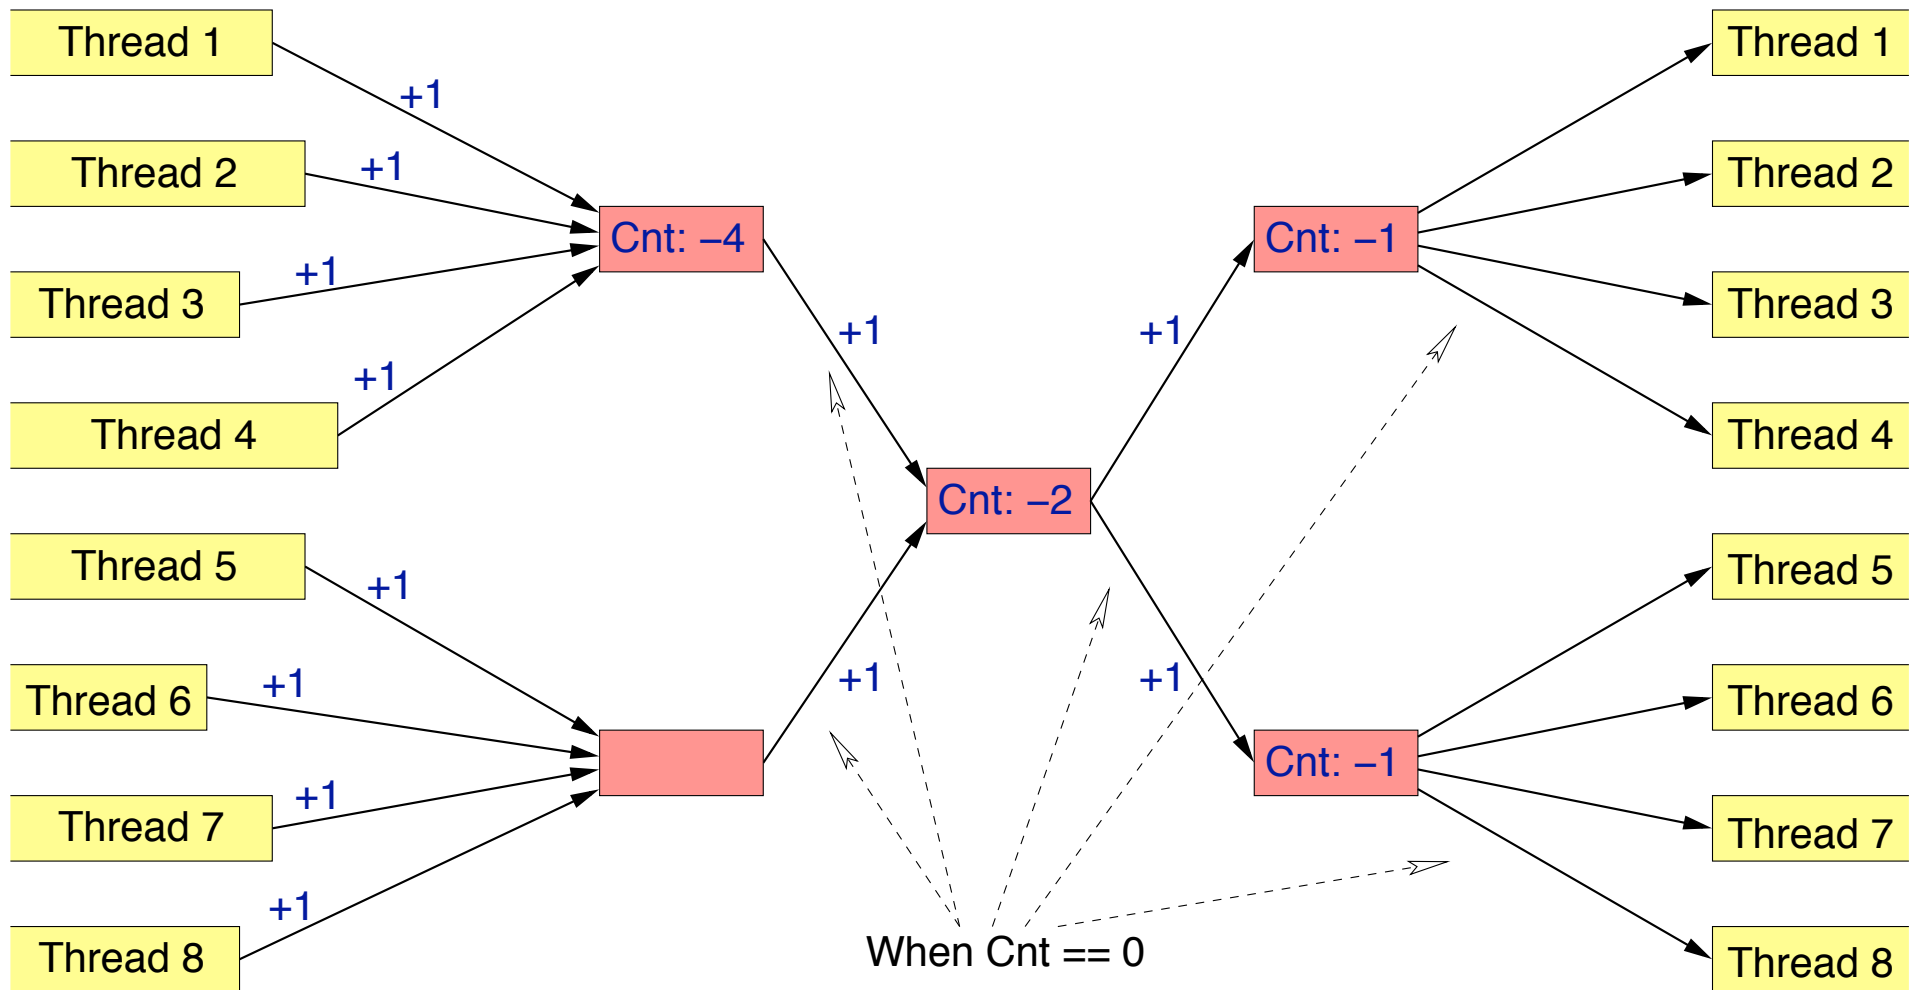 Thread 1
+1
Thread 2
+1
Thread 3
+1
Thread 4
+1
Thread 5
+1
Thread 6
+1
Thread 7
+1
Thread 8
+1
Cnt: −4
+1
+1
Cnt: −2
+1
+1
Cnt: −1
Cnt: −1
When Cnt == 0
Thread 1
Thread 2
Thread 3
Thread 4
Thread 5
Thread 6
Thread 7
Thread 8